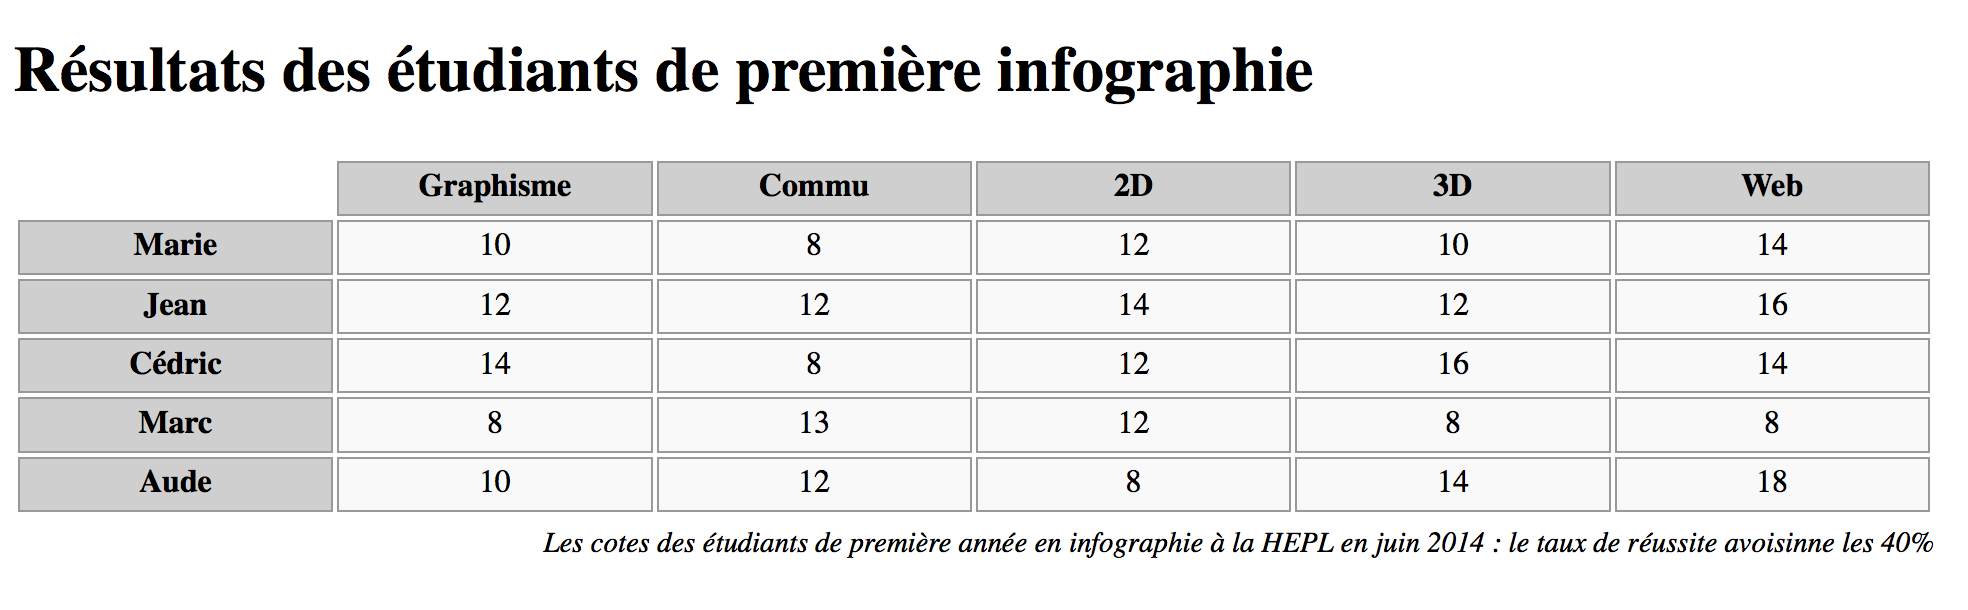 Résultats des étudiants de première infographie
Graphisme Commu 2D 3D Web
Marie 10 8 12 10 14
Jean 12 12 14 12 16
Cédric 14 8 12 16 14
Marc 8 13 12 8 8
Aude 10 12 8 14 18
Les cotes des étudiants de première année en infographie à la HEPL en juin 2014 : le taux de réussite avoisinne les 40%